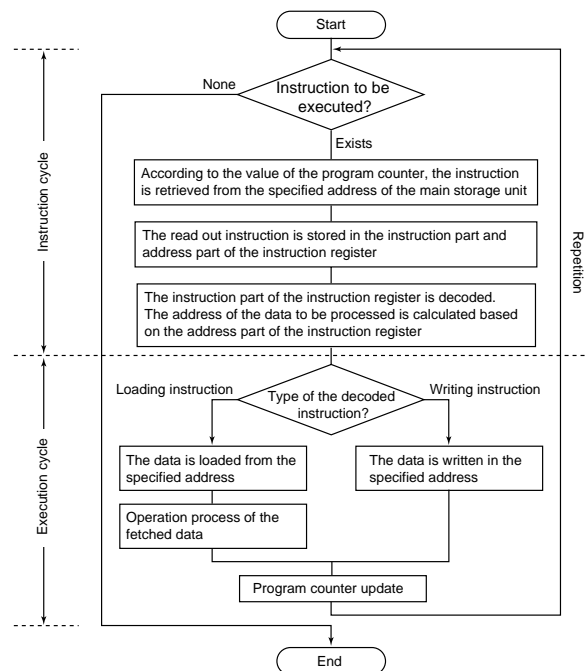 Start
None
Instruction to be
executed?
Exists
Instruction cycle
According to the value of the program counter, the instruction
is retrieved from the specified address of the main storage unit
The read out instruction is stored in the instruction part and
address part of the instruction register
Repetition
The instruction part of the instruction register is decoded.
The address of the data to be processed is calculated based
on the address part of the instruction register
Loading instruction
Type of the decoded
instruction?
Writing instruction
Execution cycle
The data is loaded from the
specified address
The data is written in the
specified address
Operation process of the
fetched data
Program counter update
End